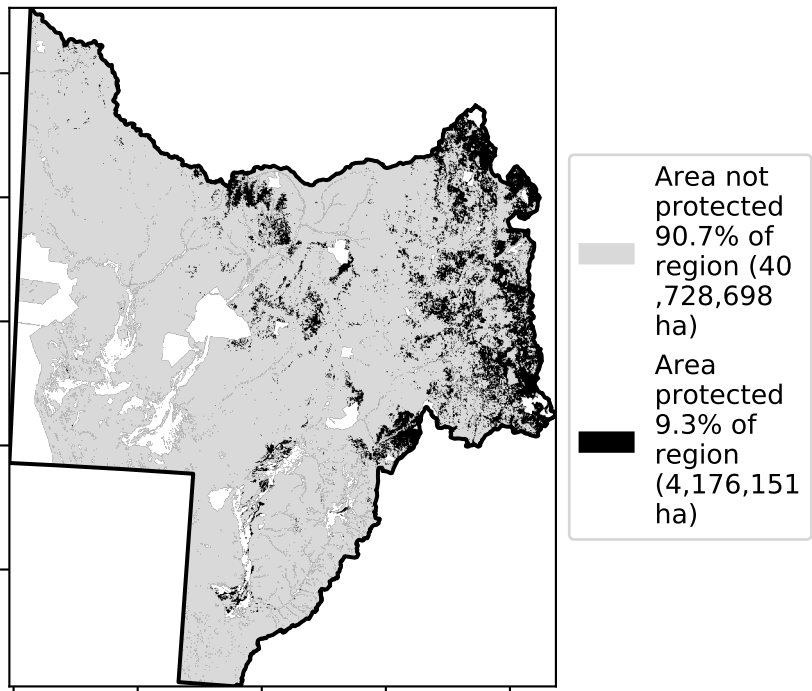 Area not
protected
90.7% of
region (40
,728,698
ha)
Area
protected
9.3% of
region
(4,176,151
ha)